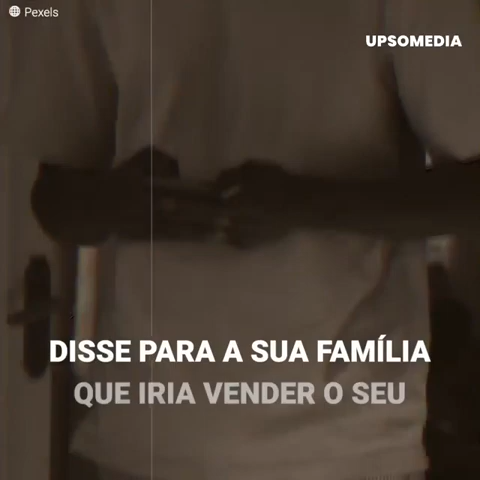 Pexels
UPSOMEDIA
DISSE PARA A SUA FAMÍLIA
QUE IRIA VENDER O SEU